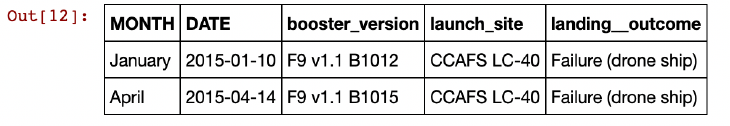 Out[12]: MONTH DATE booster_version launch_site landing__outcome
January 2015-01-10 F9 v1.1 B1012 CCAFS LC-40 Failure (drone ship)
April 2015-04-14 F9 v1.1 B1015 CCAFS LC-40 Failure (drone ship)